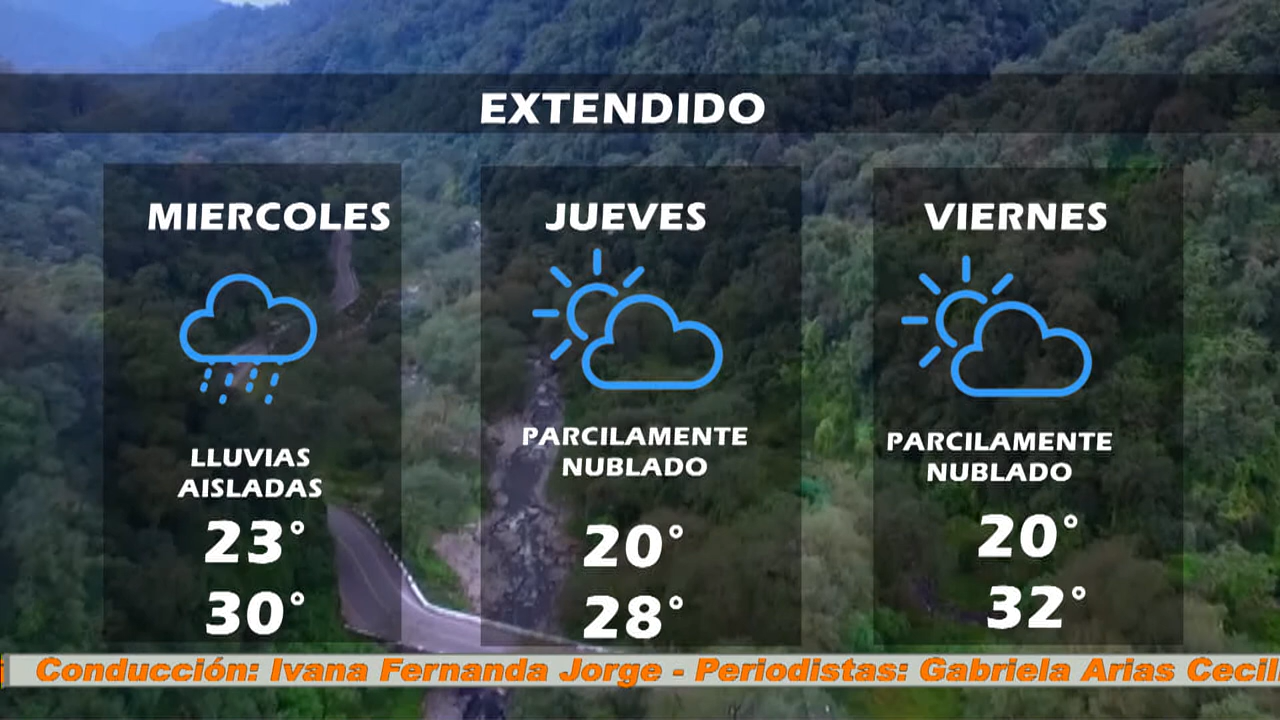 EXTENDIDO
MIERCOLES
LLUVIAS
AISLADAS
23°
30°
JUEVES
PARCILAMENTE
NUBLADO
20°
28°
VIERNES
PARCILAMENTE
NUBLADO
20°
32°
Conducción: Ivana Fernanda Jorge - Periodistas: Gabriela Arias